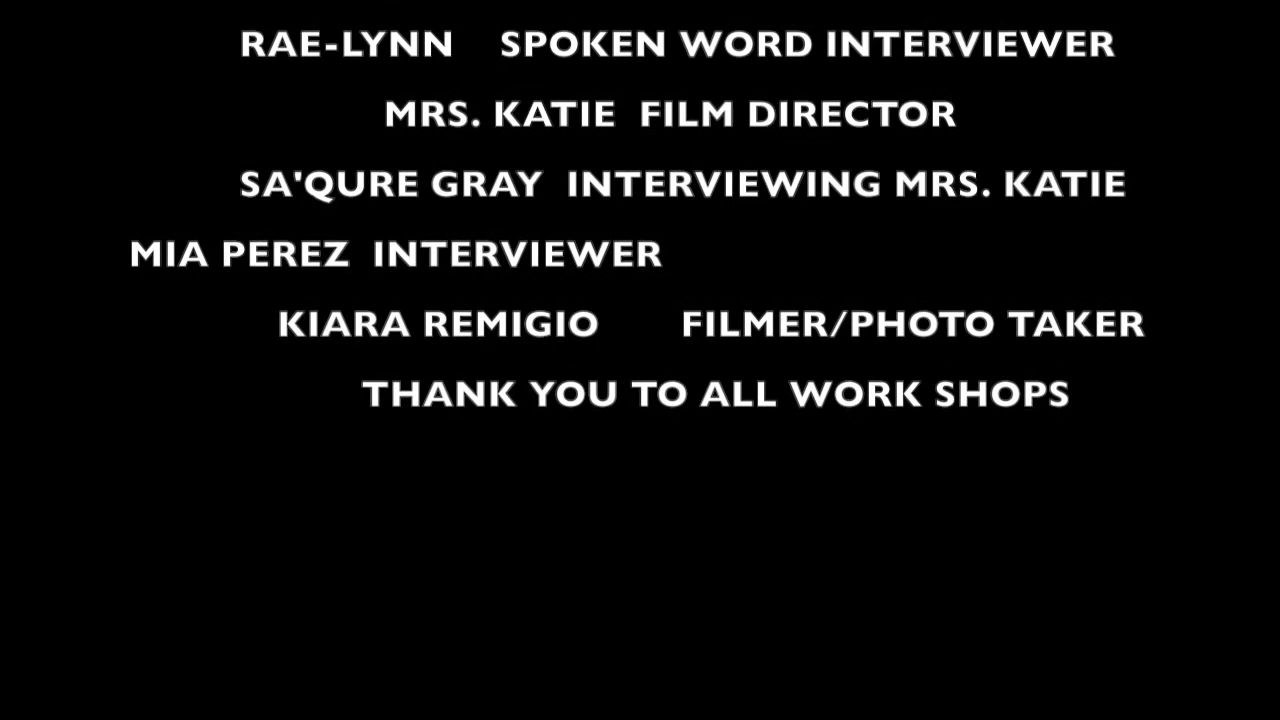 RAE-LYNN SPOKEN WORD INTERVIEWER
MRS. KATIE FILM DIRECTOR
SA'QURE GRAY INTERVIEWING MRS. KATIE
MIA PEREZ INTERVIEWER
KIARA REMIGIO FILMER/PHOTO TAKER
THANK YOU TO ALL WORK SHOPS